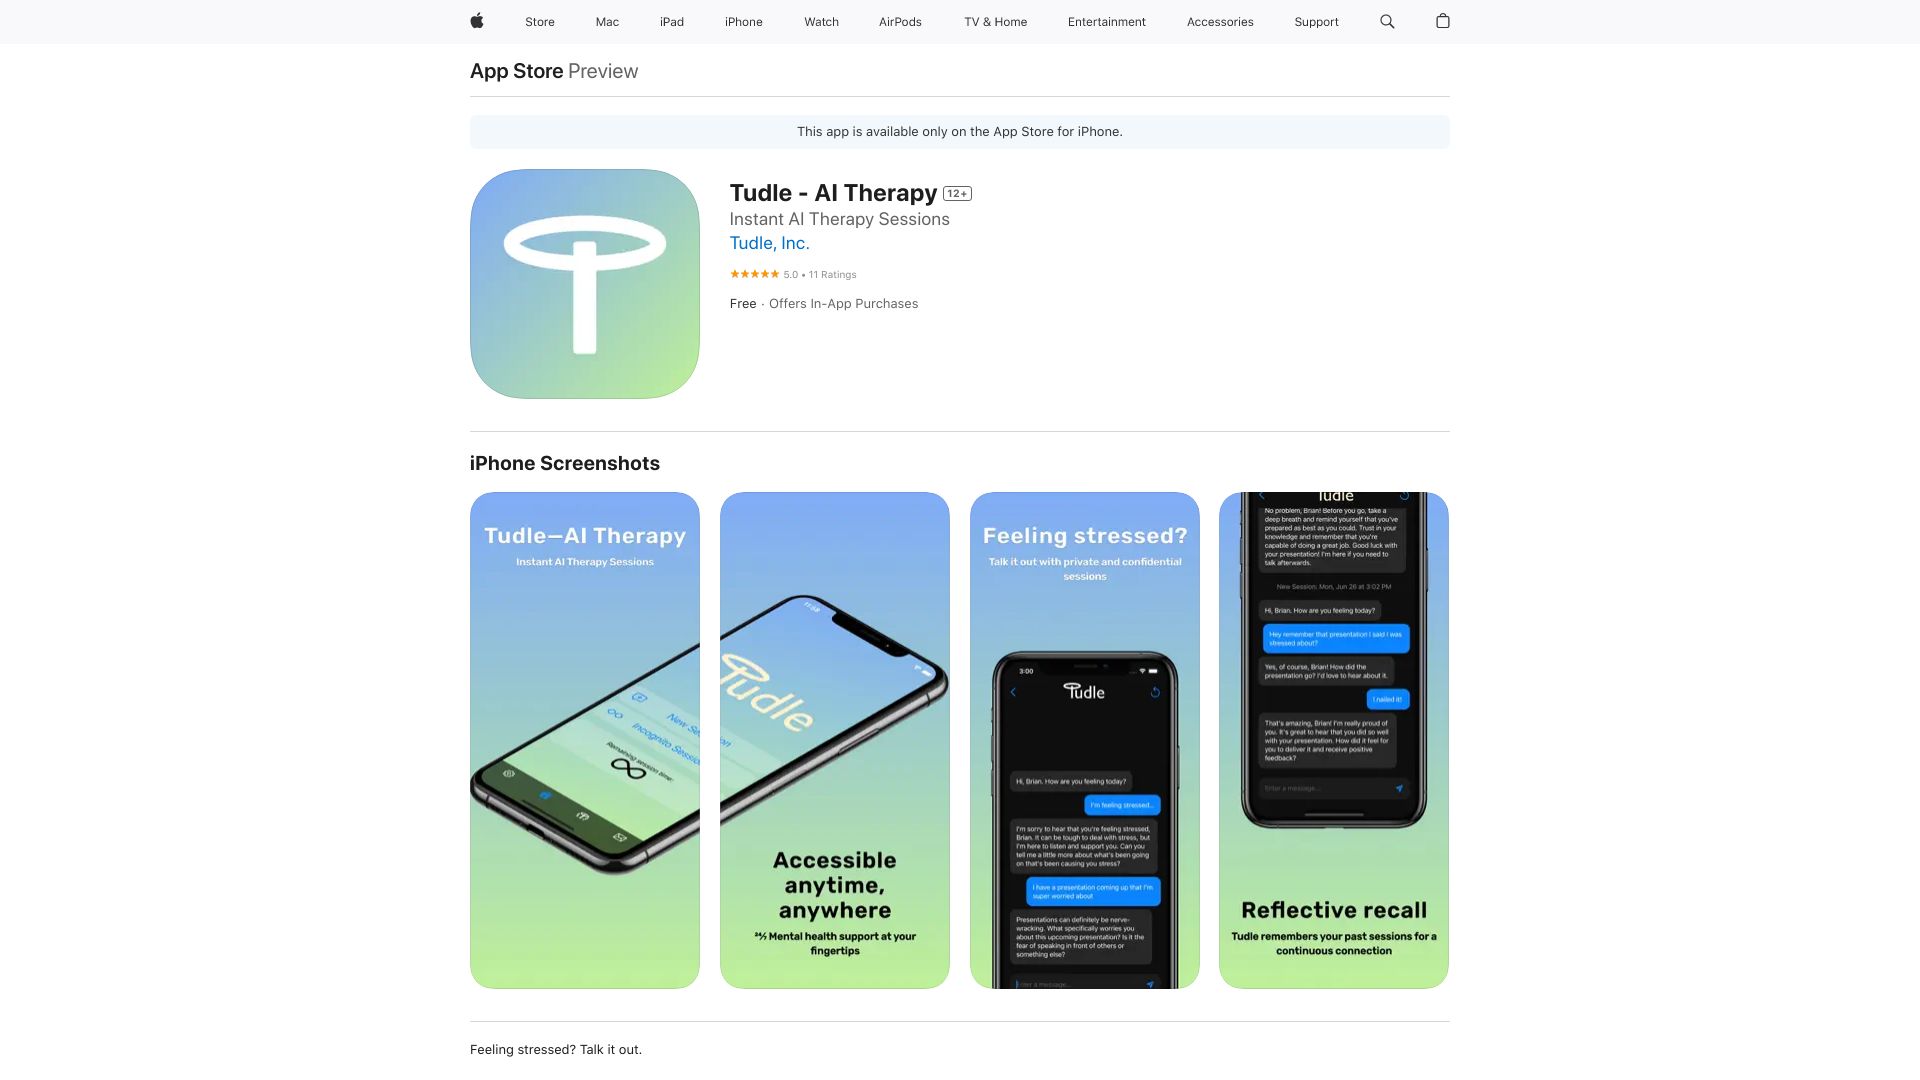 Store Mac iPad iPhone Watch AirPods TV & Home Entertainment Accessories Support
App Store Preview
This app is available only on the App Store for iPhone.
Tudle - AI Therapy 12+
Instant AI Therapy Sessions
Tudle, Inc.
★★★★★ 5.0 • 11 Ratings
Free · Offers In-App Purchases
iPhone Screenshots
Tudle—AI Therapy
Instant AI Therapy Sessions
New Session
Incognito Session
Remaining session time:
11:58
Tudle
Accessible
anytime,
anywhere
24/7 Mental health support at your
fingertips
Feeling stressed?
Talk it out with private and confidential
sessions
3:00
Tudle
Hi, Brian. How are you feeling today?
I'm feeling stressed...
I'm sorry to hear that you're feeling stressed,
Brian. It can be tough to deal with stress, but
I'm here to listen and support you. Can you
tell me a little more about what's been going
on that's been causing you stress?
I have a presentation coming up that I'm
super worried about
Presentations can definitely be nerve-
wracking. What specifically worries you
about this upcoming presentation? Is it the
fear of speaking in front of others or
something else?
Enter a message...
Tudle
No problem, Brian! Before you go, take a
deep breath and remind yourself that you've
prepared as best as you could. Trust in your
knowledge and remember that you're
capable of doing a great job. Good luck with
your presentation! I'm here if you need to
talk afterwards.
New Session: Mon, Jun 26 at 3:02 PM
Hi, Brian. How are you feeling today?
Hey remember that presentation I said I was
stressed about?
Yes, of course, Brian! How did the
presentation go? I'd love to hear about it.
I nailed it!
That's amazing, Brian! I'm really proud of
you. It's great to hear that you did so well
with your presentation. How did it feel for
you to deliver it and receive positive
feedback?
Enter a message...
Reflective recall
Tudle remembers your past sessions for a
continuous connection
Feeling stressed? Talk it out.